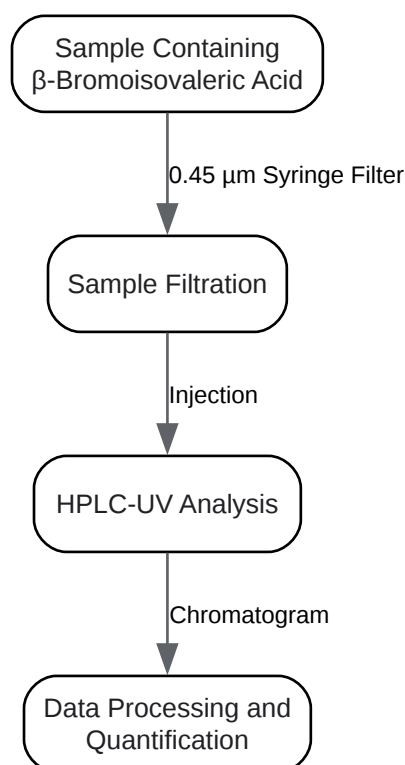 Sample Containing
β-Bromoisovaleric Acid
0.45 µm Syringe Filter
Sample Filtration
Injection
HPLC-UV Analysis
Chromatogram
Data Processing and
Quantification